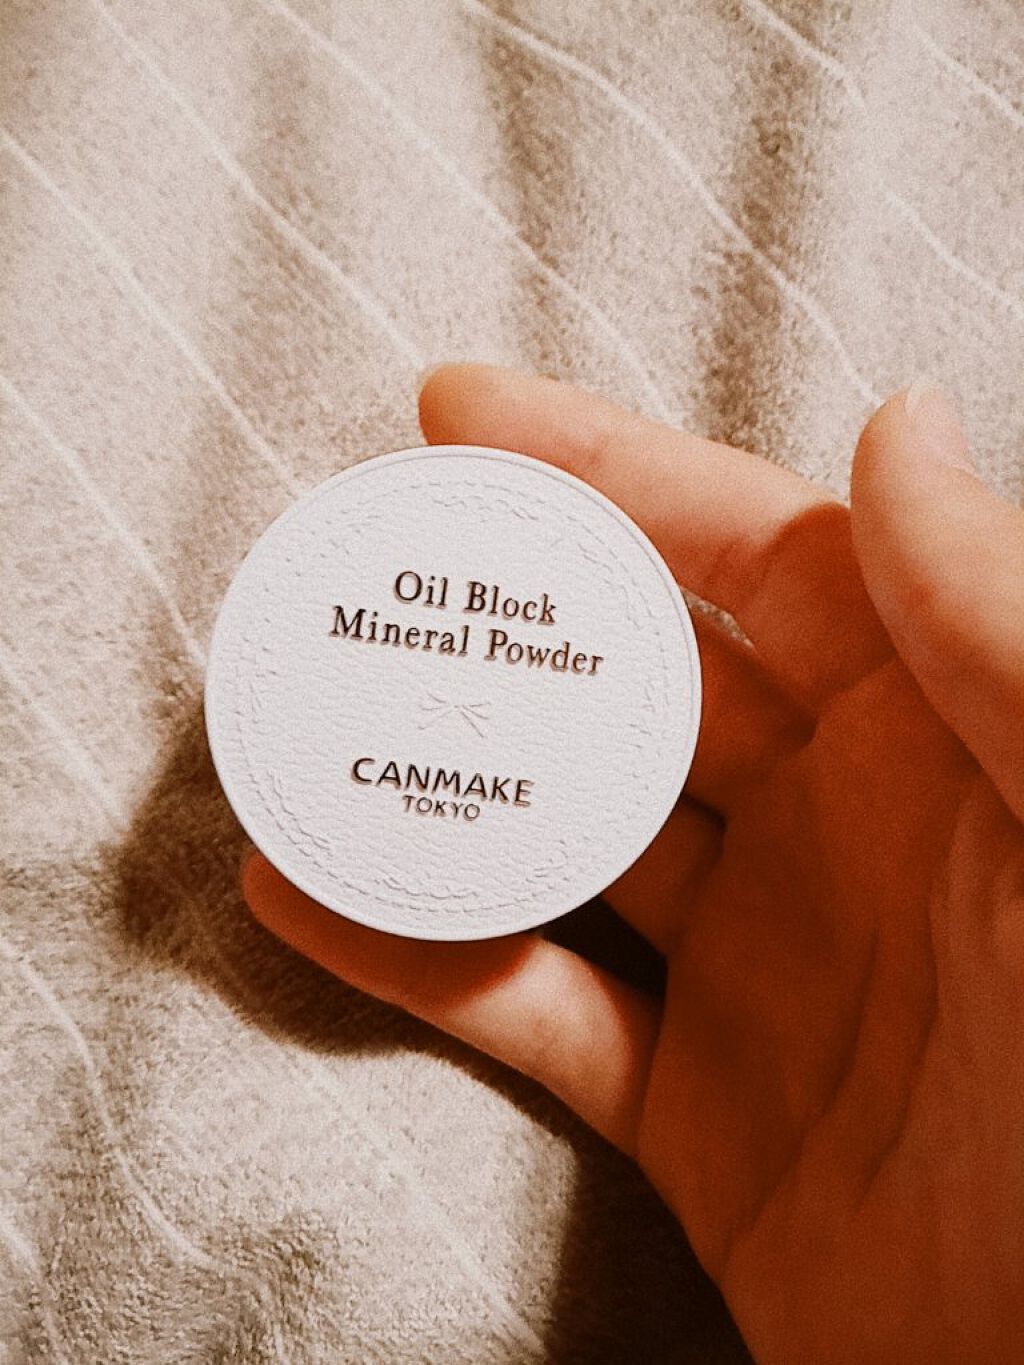 Oil Block
Mineral Powder
CANMAKE
TOKYO